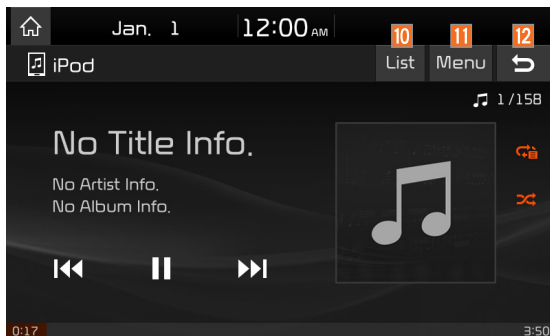 Jan. 1 12:00 AM
10 11 12
iPod List Menu
1/158
No Title Info.
No Artist Info.
No Album Info.
0:17 3:50